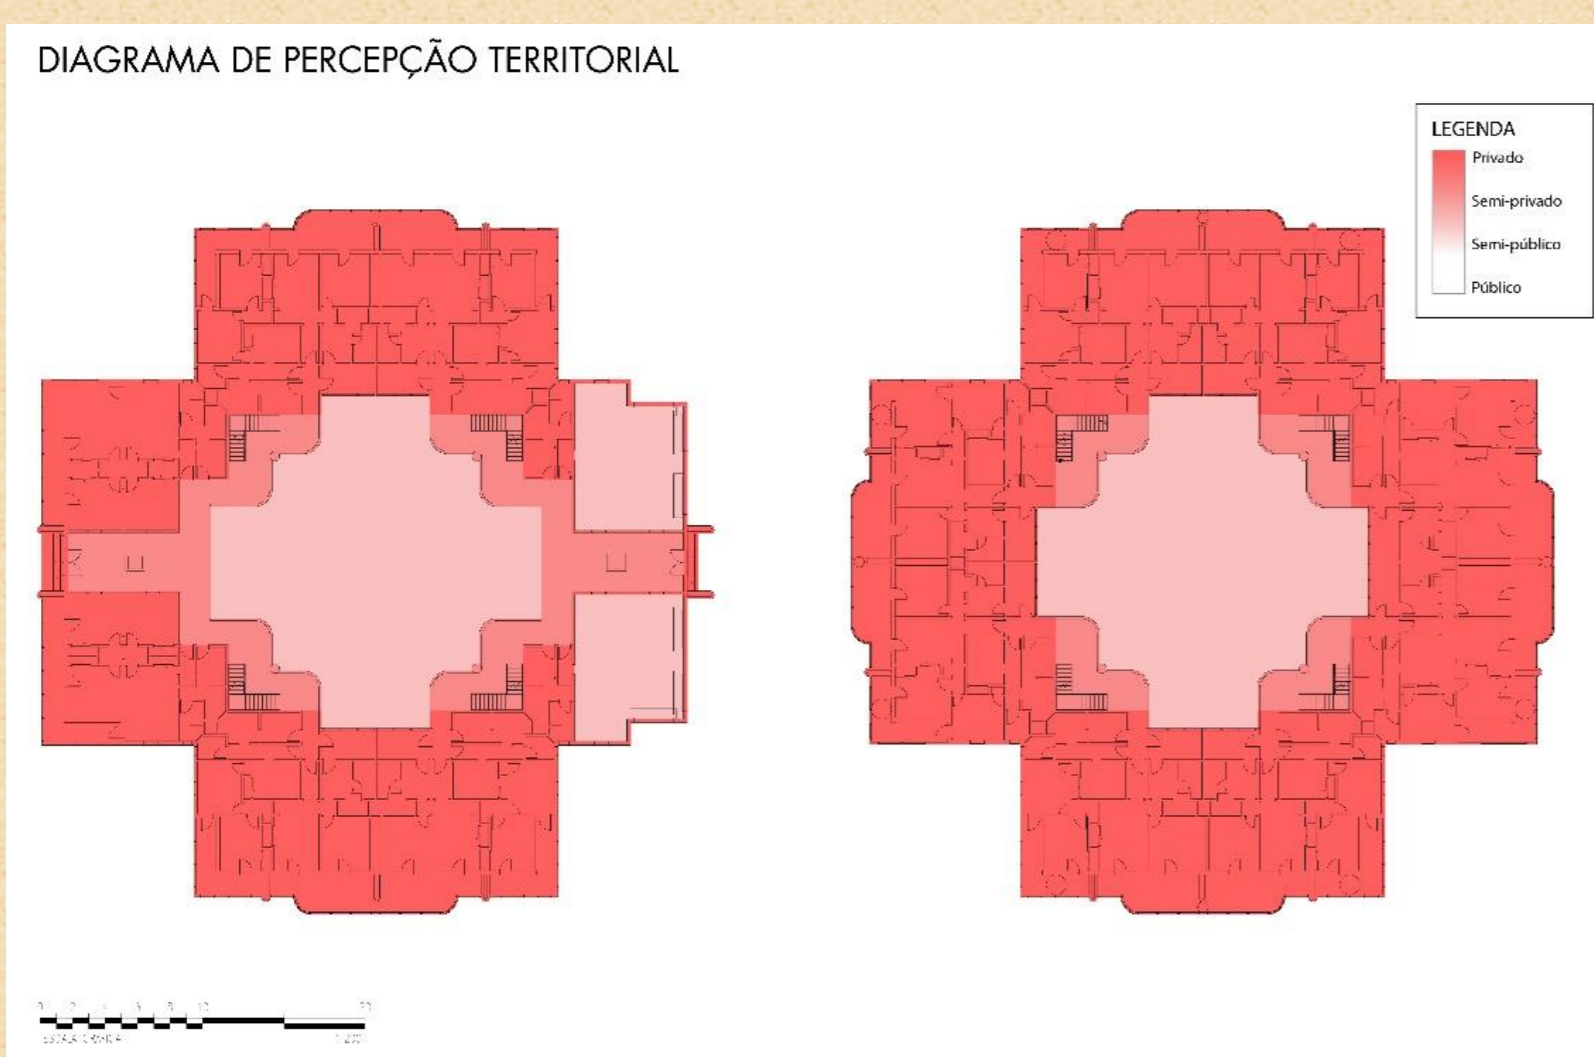 DIAGRAMA DE PERCEPÇÃO TERRITORIAL
LEGENDA
Privado
Semi-privado
Semi-público
Público